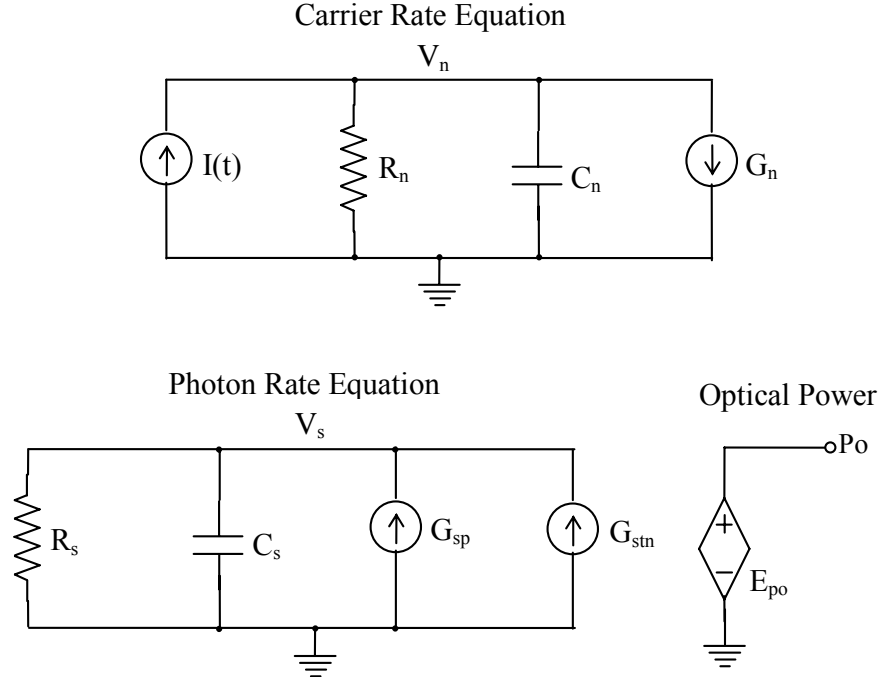 Carrier Rate Equation
Vn
I(t)
Rn
Cn
Gn
Photon Rate Equation
Vs
Optical Power
Po
Rs
Cs
Gsp
Gstn
Epo